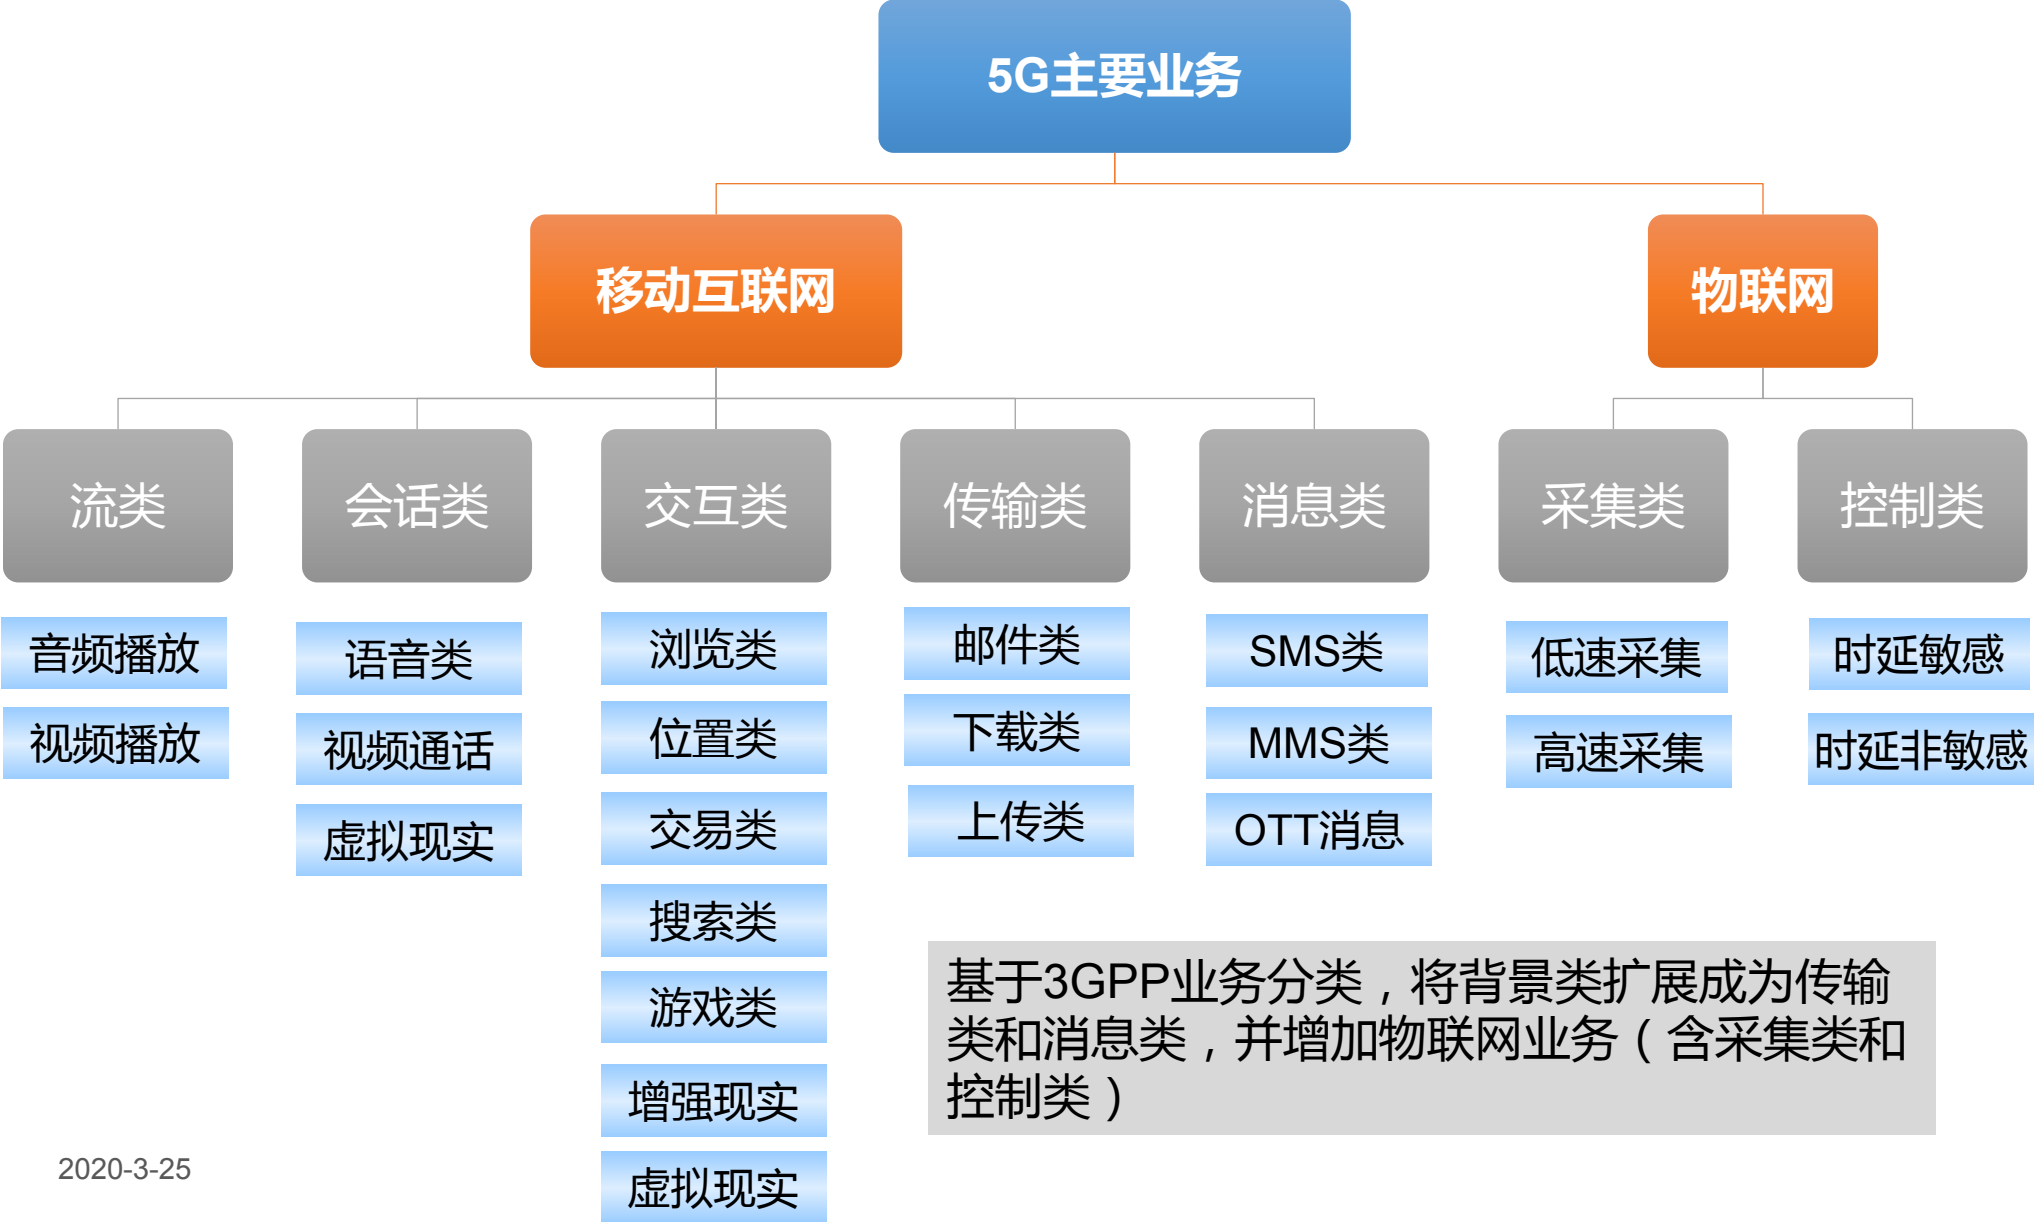 5G主要业务
移动互联网
物联网
流类
会话类
交互类
传输类
消息类
采集类
控制类
音频播放
视频播放
语音类
视频通话
虚拟现实
浏览类
位置类
交易类
搜索类
游戏类
增强现实
虚拟现实
邮件类
下载类
上传类
SMS类
MMS类
OTT消息
低速采集
高速采集
时延敏感
时延非敏感
基于3GPP业务分类，将背景类扩展成为传输
类和消息类，并增加物联网业务（含采集类和
控制类）
2020-3-25